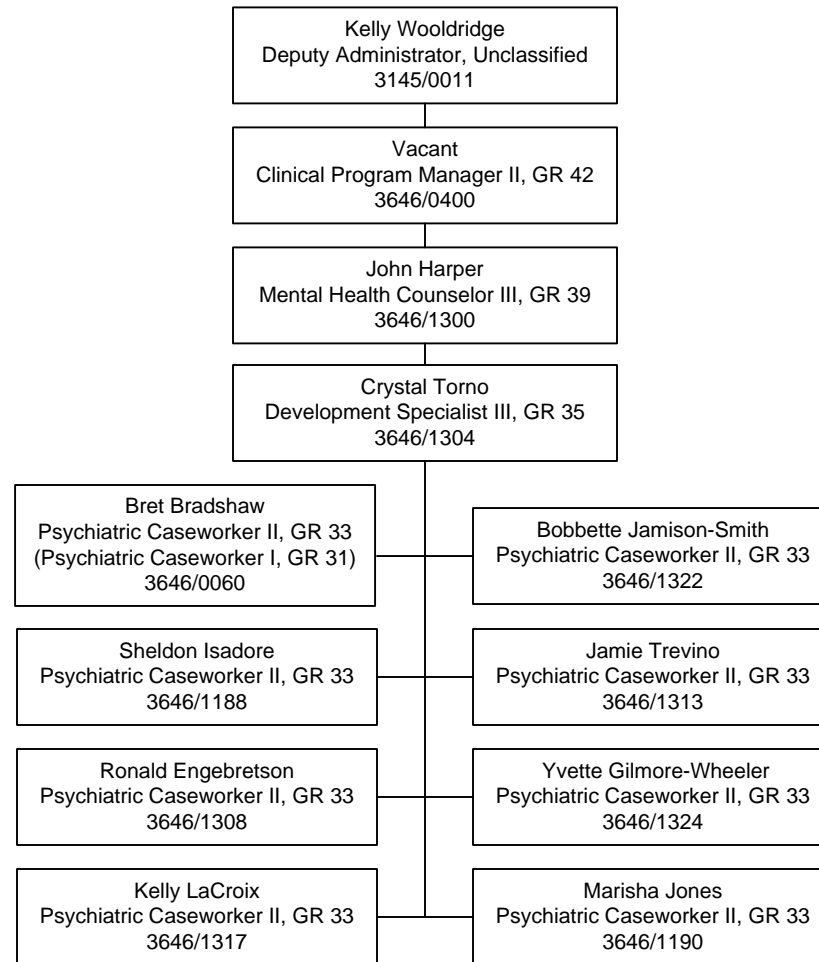 Kelly Wooldridge
Deputy Administrator, Unclassified
3145/0011
Vacant
Clinical Program Manager II, GR 42
3646/0400
John Harper
Mental Health Counselor III, GR 39
3646/1300
Crystal Torno
Development Specialist III, GR 35
3646/1304
Bret Bradshaw
Psychiatric Caseworker II, GR 33
(Psychiatric Caseworker I, GR 31)
3646/0060
Bobbette Jamison-Smith
Psychiatric Caseworker II, GR 33
3646/1322
Sheldon Isadore
Psychiatric Caseworker II, GR 33
3646/1188
Jamie Trevino
Psychiatric Caseworker II, GR 33
3646/1313
Ronald Engebretson
Psychiatric Caseworker II, GR 33
3646/1308
Yvette Gilmore-Wheeler
Psychiatric Caseworker II, GR 33
3646/1324
Kelly LaCroix
Psychiatric Caseworker II, GR 33
3646/1317
Marisha Jones
Psychiatric Caseworker II, GR 33
3646/1190